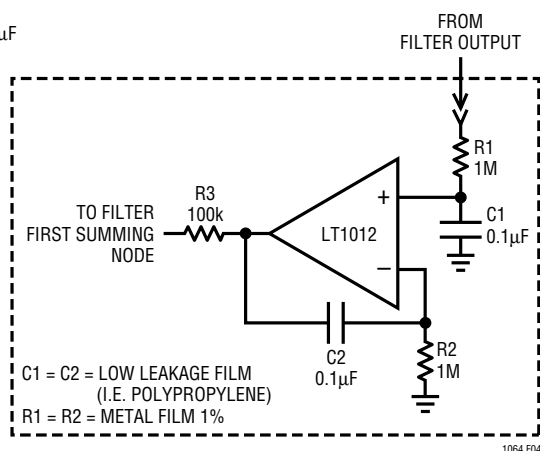 µF
FROM
FILTER OUTPUT
R1
1M
R3
100k
TO FILTER
FIRST SUMMING
NODE
+
LT1012
–
C1
0.1µF
C2
0.1µF
R2
1M
C1 = C2 = LOW LEAKAGE FILM
(I.E. POLYPROPYLENE)
R1 = R2 = METAL FILM 1%
1064 F04